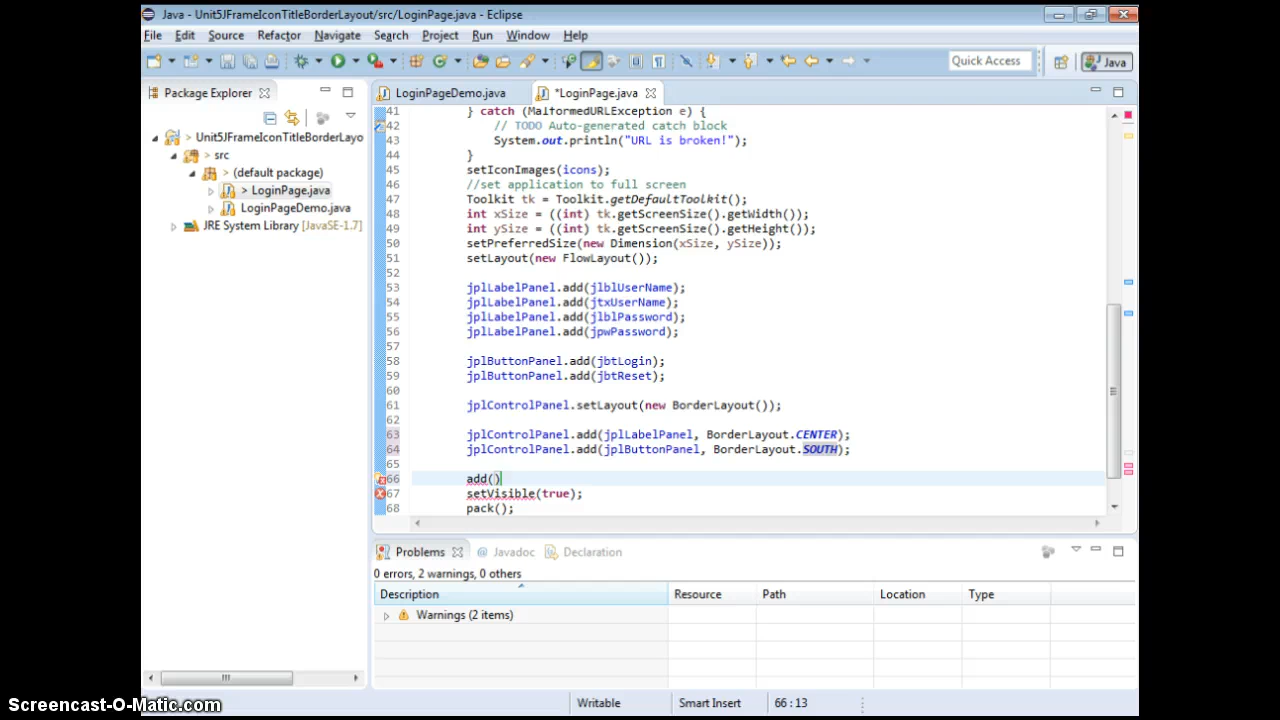 Java - Unit5JFrameIconTitleBorderLayout/src/LoginPage.java - Eclipse
File Edit Source Refactor Navigate Search Project Run Window Help
Quick Access
Java
Package Explorer
> Unit5JFrameIconTitleBorderLayo
> src
> (default package)
> LoginPage.java
LoginPageDemo.java
JRE System Library [JavaSE-1.7]
LoginPageDemo.java
*LoginPage.java
41 } catch (MalformedURLException e) {
42 // TODO Auto-generated catch block
43 System.out.println("URL is broken!");
44 }
45 setIconImages(icons);
46 //set application to full screen
47 Toolkit tk = Toolkit.getDefaultToolkit();
48 int xSize = ((int) tk.getScreenSize().getWidth());
49 int ySize = ((int) tk.getScreenSize().getHeight());
50 setPreferredSize(new Dimension(xSize, ySize));
51 setLayout(new FlowLayout());
52
53 jplLabelPanel.add(jlblUserName);
54 jplLabelPanel.add(jtxUserName);
55 jplLabelPanel.add(jlblPassword);
56 jplLabelPanel.add(jpwPassword);
57
58 jplButtonPanel.add(jbtLogin);
59 jplButtonPanel.add(jbtReset);
60
61 jplControlPanel.setLayout(new BorderLayout());
62
63 jplControlPanel.add(jplLabelPanel, BorderLayout.CENTER);
64 jplControlPanel.add(jplButtonPanel, BorderLayout.SOUTH);
65
66 add()
67 setVisible(true);
68 pack();
Problems @ Javadoc Declaration
0 errors, 2 warnings, 0 others
Description Resource Path Location Type
Warnings (2 items)
Writable Smart Insert 66 : 13
Screencast-O-Matic.com